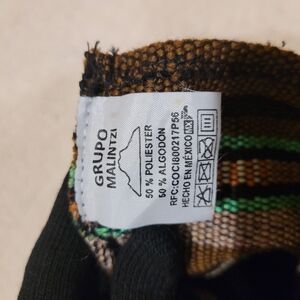 GRUPO
MALINTZI
50 % POLIESTER
50 % ALGODÓN
RFC:COCI800217P56
HECHO EN MÉXICO